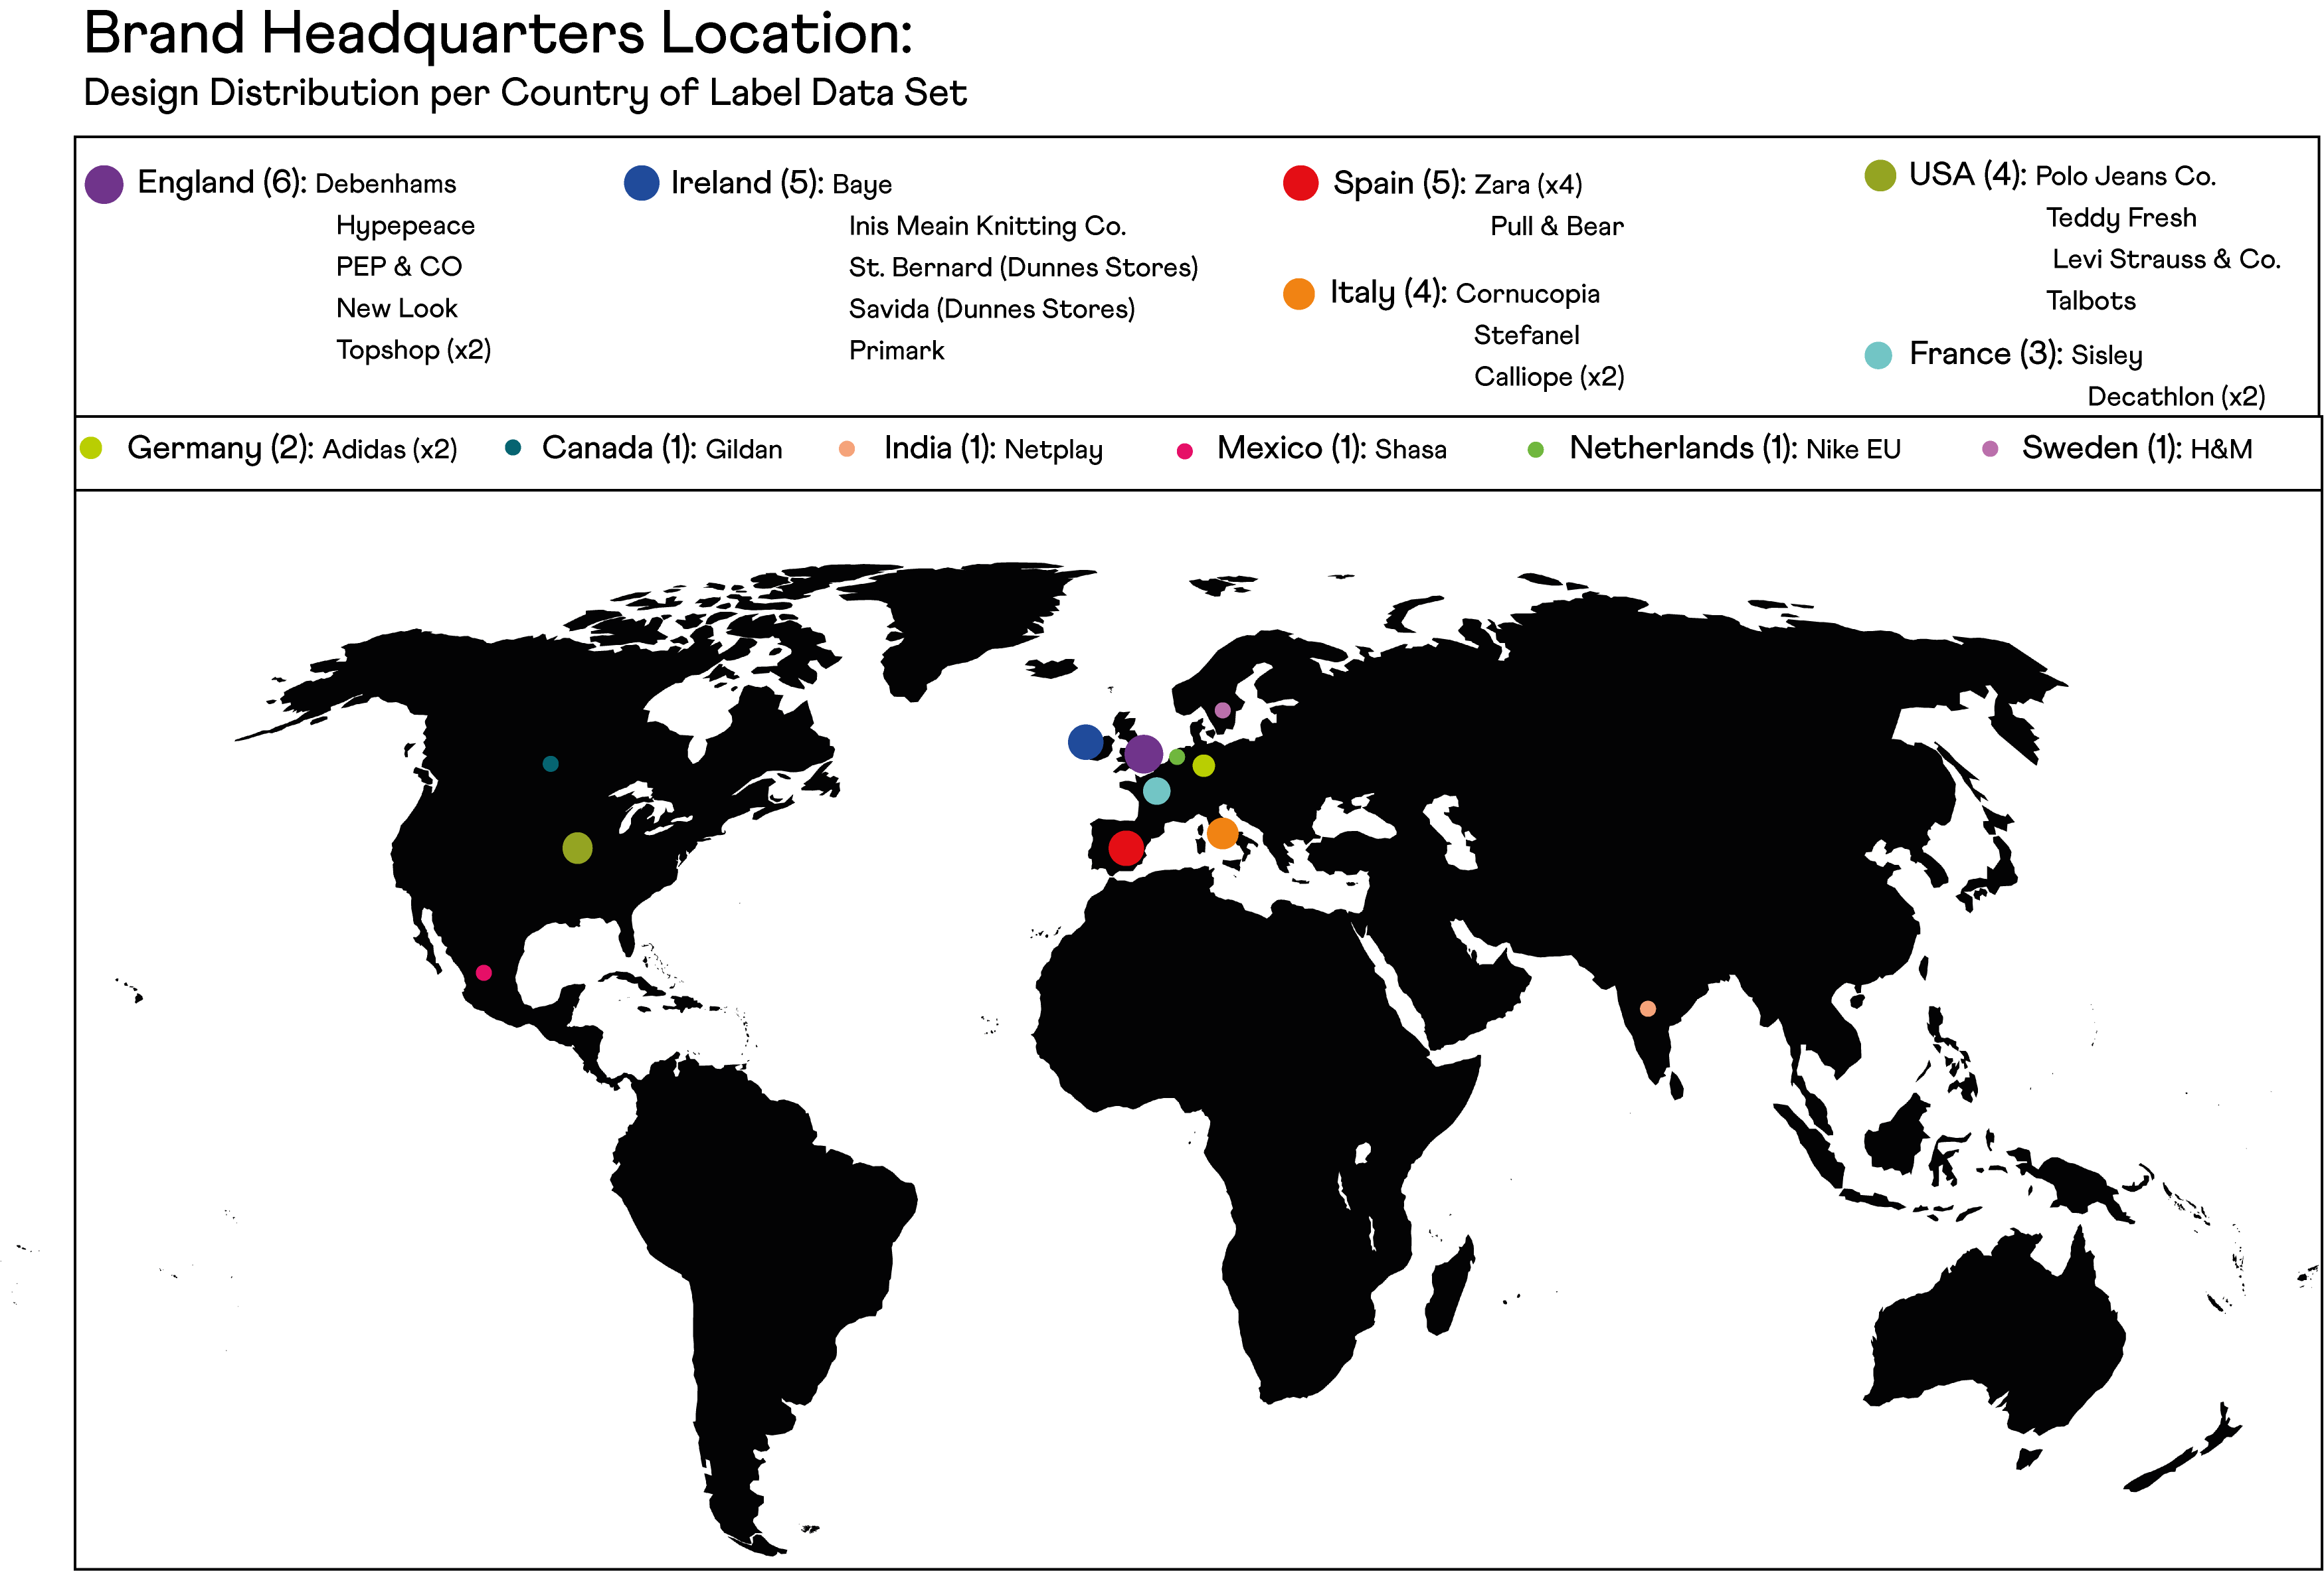 Brand Headquarters Location:
Design Distribution per Country of Label Data Set
England (6): Debenhams
Hypepeace
PEP & CO
New Look
Topshop (x2)
Ireland (5): Baye
Inis Meain Knitting Co.
St. Bernard (Dunnes Stores)
Savida (Dunnes Stores)
Primark
Spain (5): Zara (x4)
Pull & Bear
Italy (4): Cornucopia
Stefanel
Calliope (x2)
USA (4): Polo Jeans Co.
Teddy Fresh
Levi Strauss & Co.
Talbots
France (3): Sisley
Decathlon (x2)
Germany (2): Adidas (x2)
Canada (1): Gildan
India (1): Netplay
Mexico (1): Shasa
Netherlands (1): Nike EU
Sweden (1): H&M